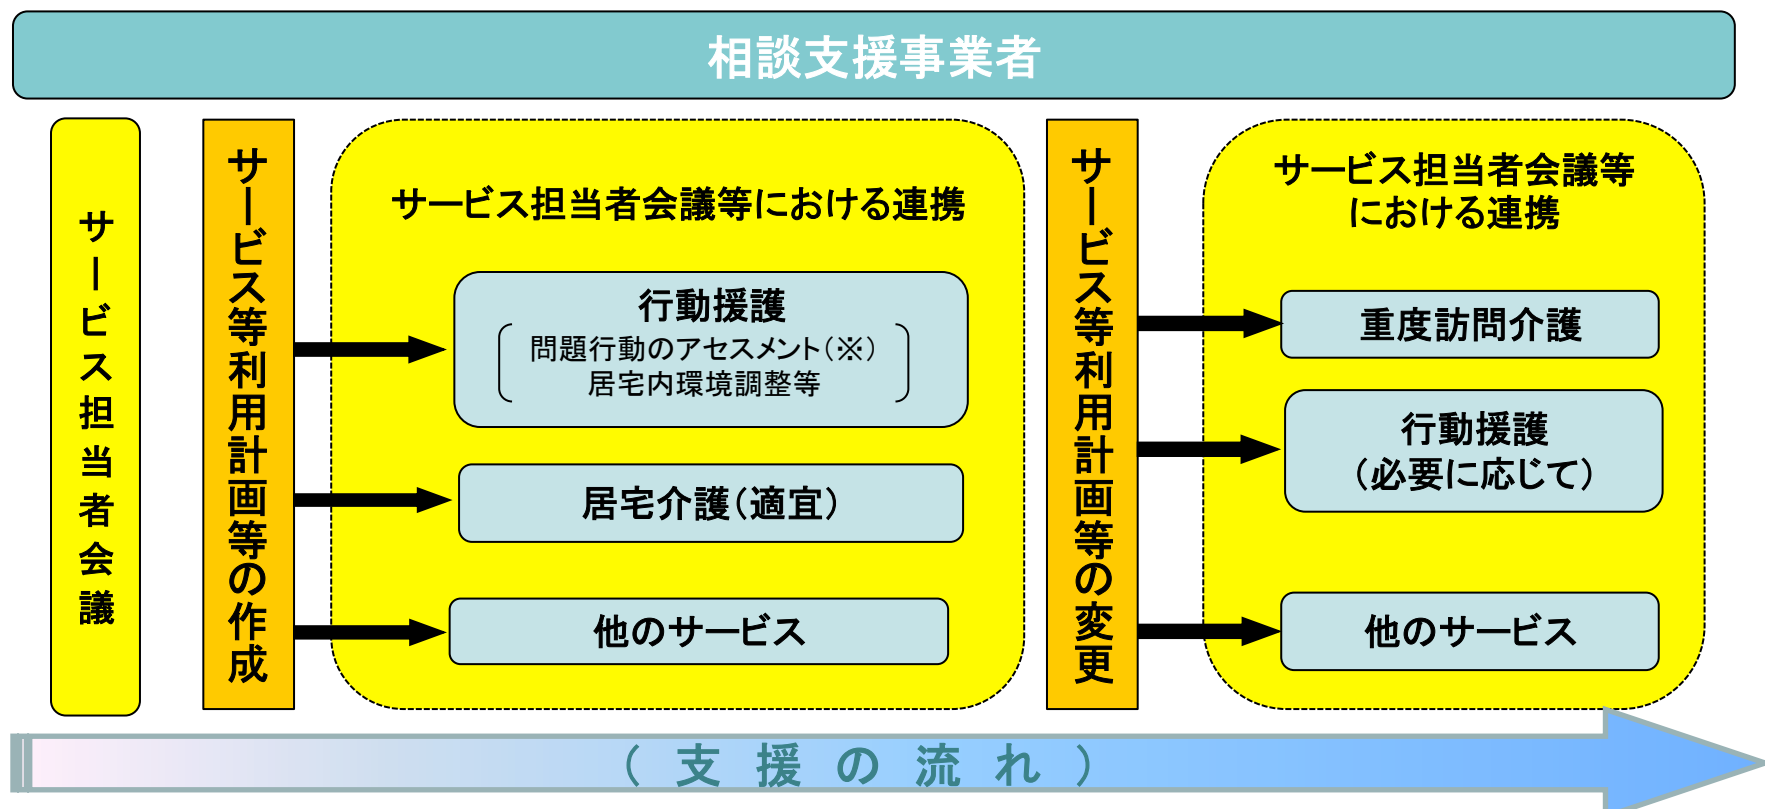 相談支援事業者
サービス担当者会議
サービス等利用計画等の作成
サービス担当者会議等における連携
行動援護
問題行動のアセスメント（※）
居宅内環境調整等
居宅介護（適宜）
他のサービス
サービス等利用計画等の変更
サービス担当者会議等
における連携
重度訪問介護
行動援護
（必要に応じて）
他のサービス
（支援の流れ）